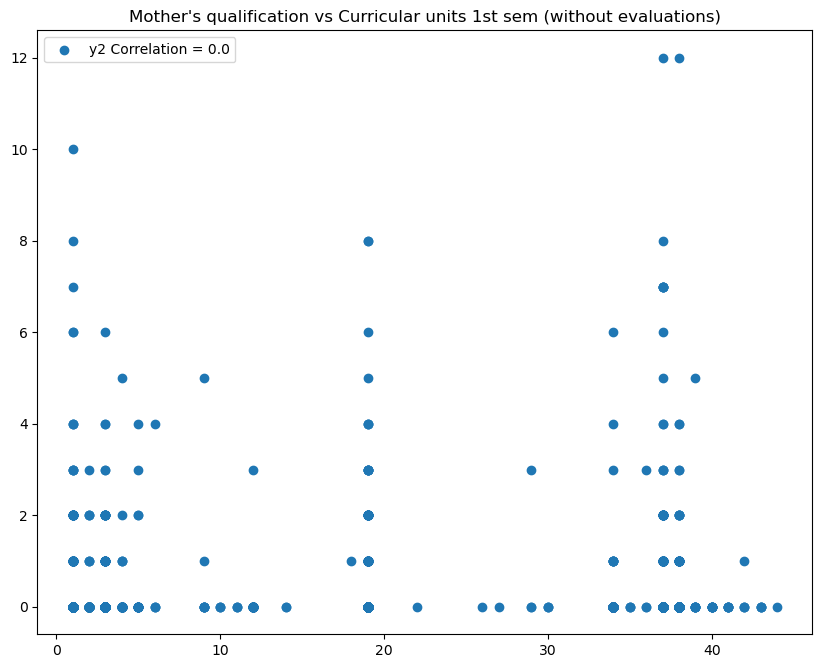 Mother's qualification vs Curricular units 1st sem (without evaluations)
y2 Correlation = 0.0
12
10
8
6
4
2
0
0 10 20 30 40